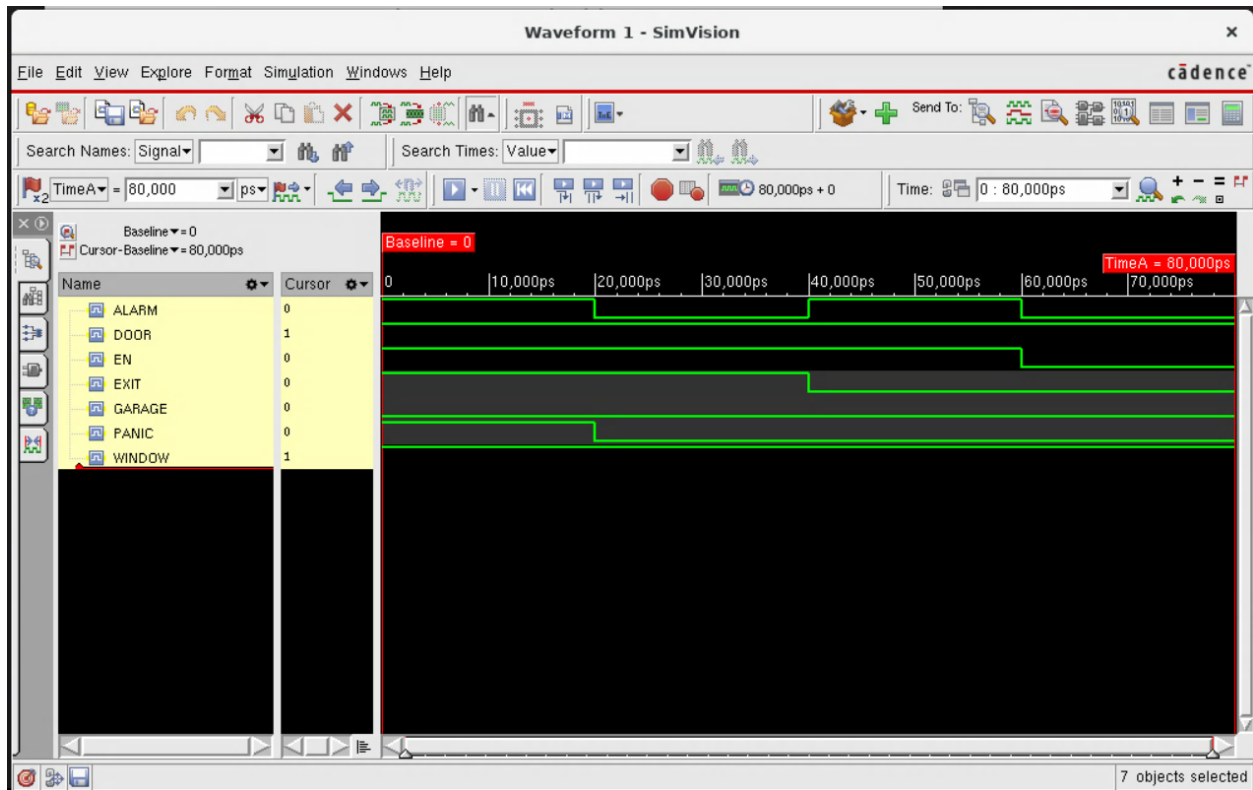 Waveform 1 - SimVision
×
File Edit View Explore Format Simulation Windows Help
cādence
Send To:
Search Names: Signal
Search Times: Value
x2 TimeA = 80,000 ps
80,000ps + 0
Time: 0 : 80,000ps
Baseline = 0
Cursor-Baseline = 80,000ps
Baseline = 0
TimeA = 80,000ps
Name Cursor
0 10,000ps 20,000ps 30,000ps 40,000ps 50,000ps 60,000ps 70,000ps
ALARM 0
DOOR 1
EN 0
EXIT 0
GARAGE 0
PANIC 0
WINDOW 1
7 objects selected